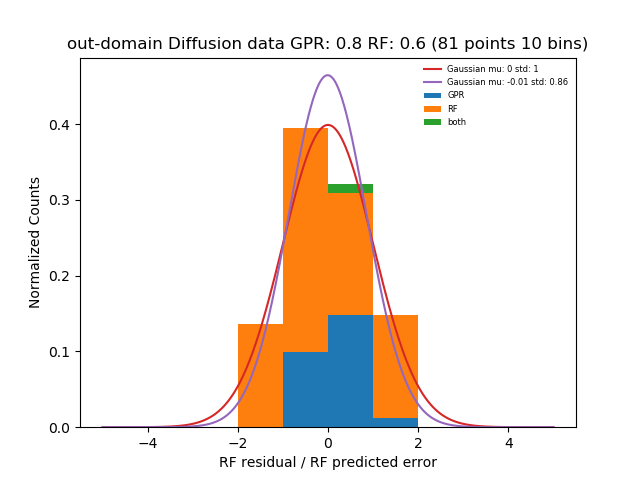 out-domain Diffusion data GPR: 0.8 RF: 0.6 (81 points 10 bins)
Gaussian mu: 0 std: 1
Gaussian mu: -0.01 std: 0.86
GPR
RF
both
Normalized Counts
0.4
0.3
0.2
0.1
0.0
−4 −2 0 2 4
RF residual / RF predicted error